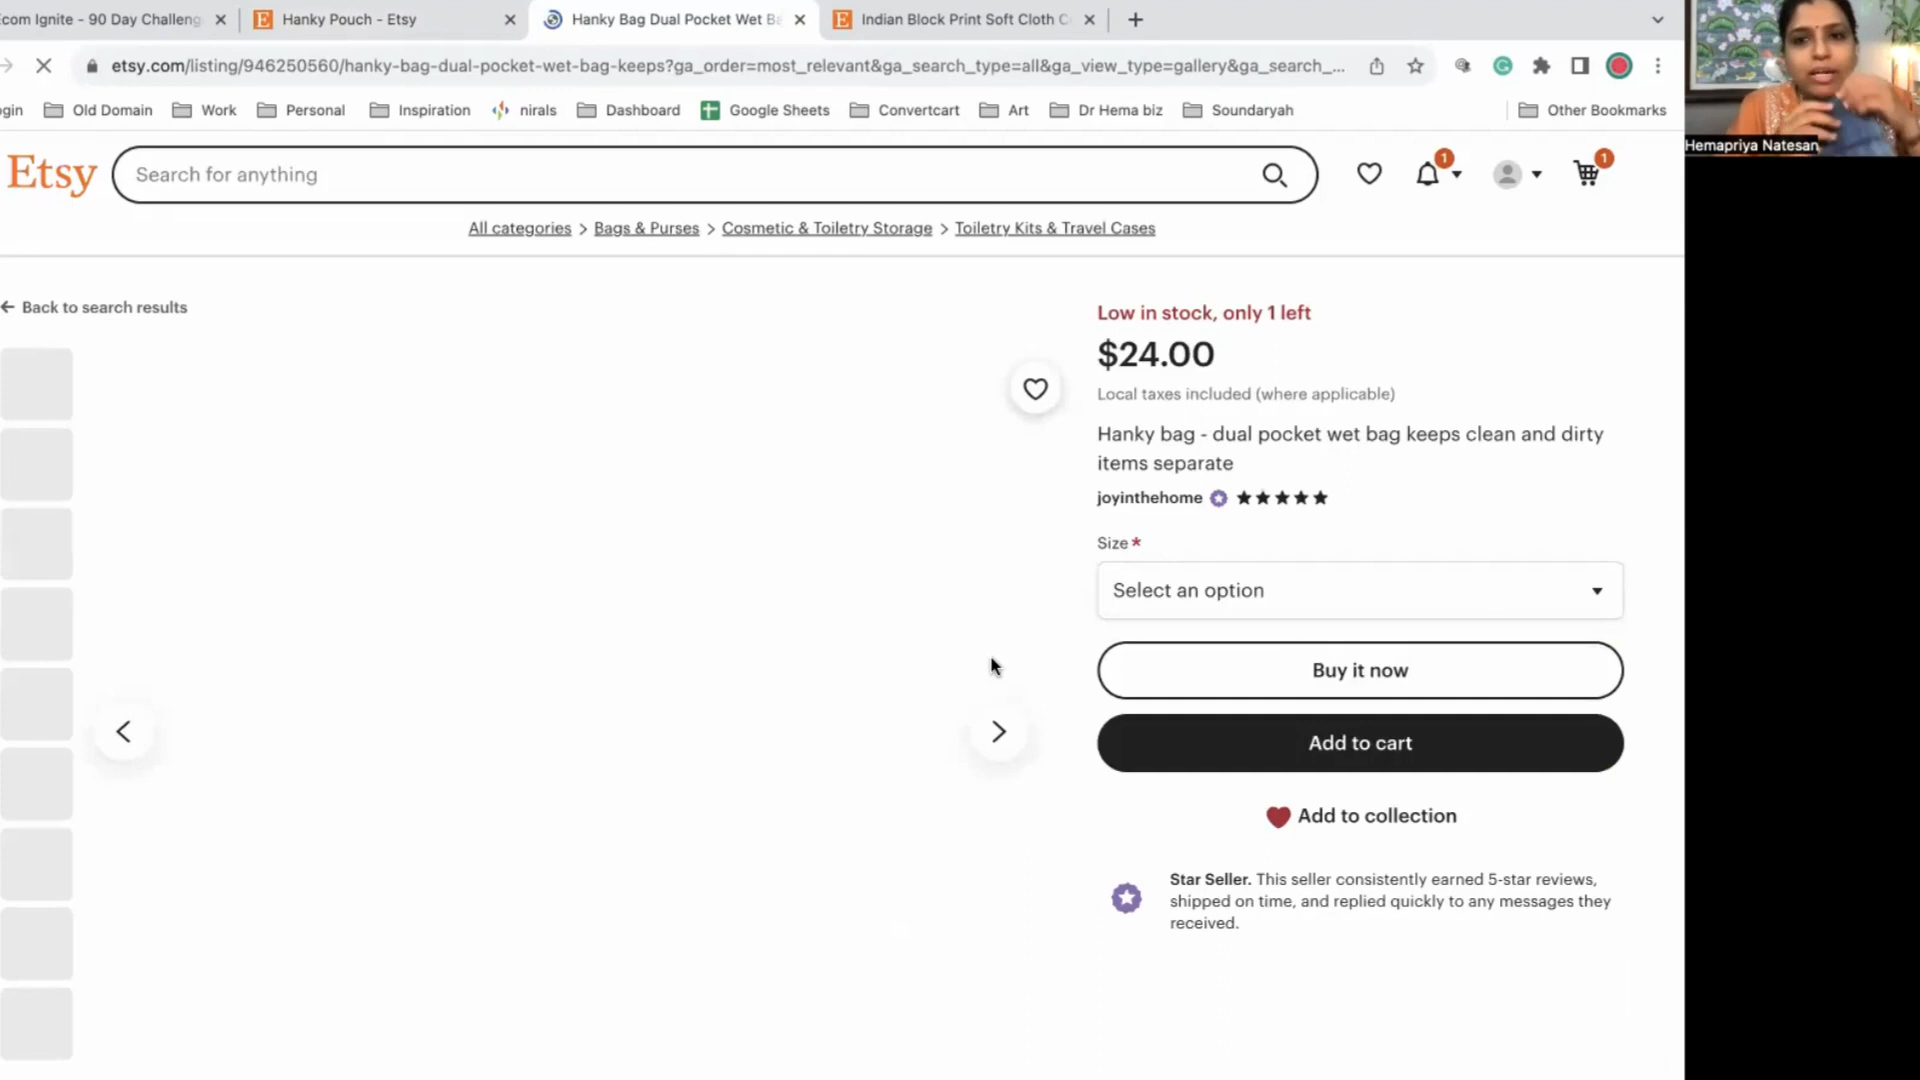 com Ignite - 90 Day Challeng
Hanky Pouch - Etsy
Hanky Bag Dual Pocket Wet Ba
Indian Block Print Soft Cloth C
etsy.com/listing/946250560/hanky-bag-dual-pocket-wet-bag-keeps?ga_order=most_relevant&ga_search_type=all&ga_view_type=gallery&ga_search_...
ogin
Old Domain
Work
Personal
Inspiration
nirals
Dashboard
Google Sheets
Convertcart
Art
Dr Hema biz
Soundaryah
Other Bookmarks
Hemapriya Natesan
Etsy
Search for anything
1
1
All categories > Bags & Purses > Cosmetic & Toiletry Storage > Toiletry Kits & Travel Cases
Back to search results
Low in stock, only 1 left
$24.00
Local taxes included (where applicable)
Hanky bag - dual pocket wet bag keeps clean and dirty
items separate
joyinthehome
Size *
Select an option
Buy it now
Add to cart
Add to collection
Star Seller. This seller consistently earned 5-star reviews,
shipped on time, and replied quickly to any messages they
received.